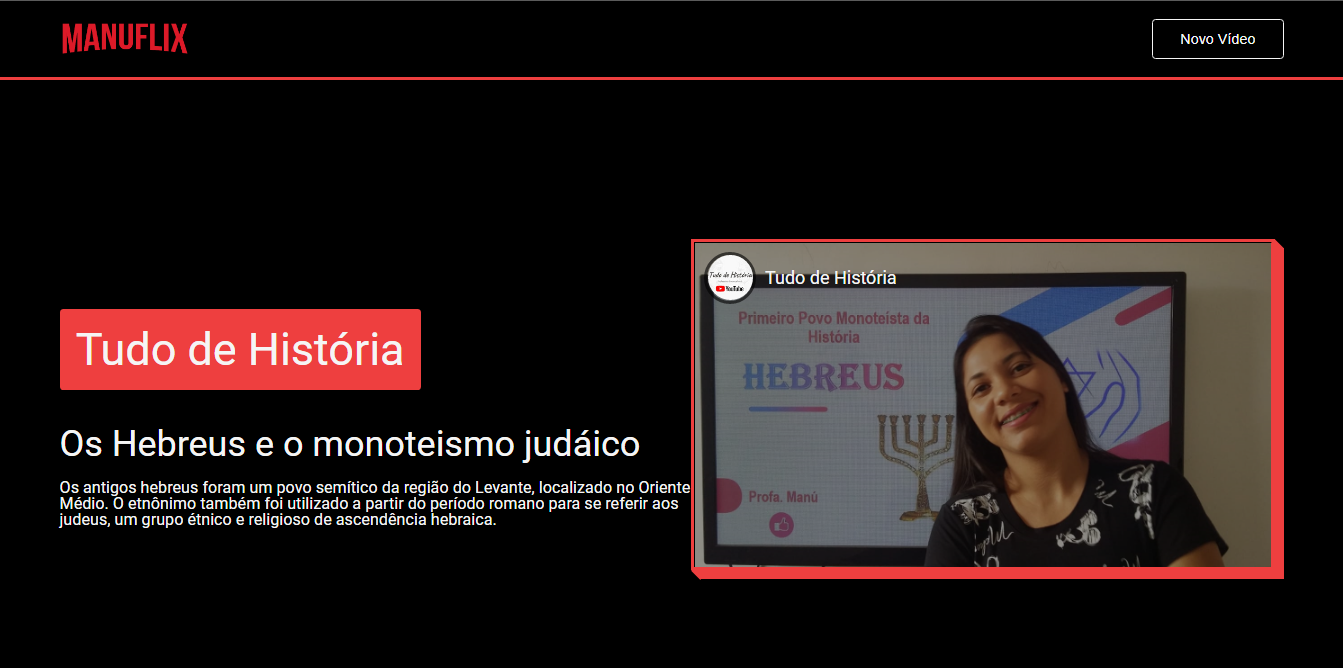 MANUFLIX
Novo Vídeo
Tudo de História
Os Hebreus e o monoteismo judáico
Os antigos hebreus foram um povo semítico da região do Levante, localizado no Oriente
Médio. O etnônimo também foi utilizado a partir do período romano para se referir aos
judeus, um grupo étnico e religioso de ascendência hebraica.
Tudo de História
YouTube
Tudo de História
Primeiro Povo Monoteísta da
História
HEBREUS
Profa. Manú